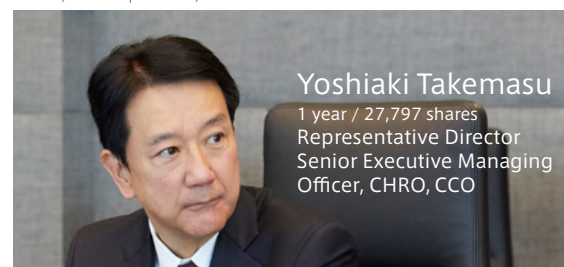 Yoshiaki Takemasu
1 year / 27,797 shares
Representative Director
Senior Executive Managing
Officer, CHRO, CCO